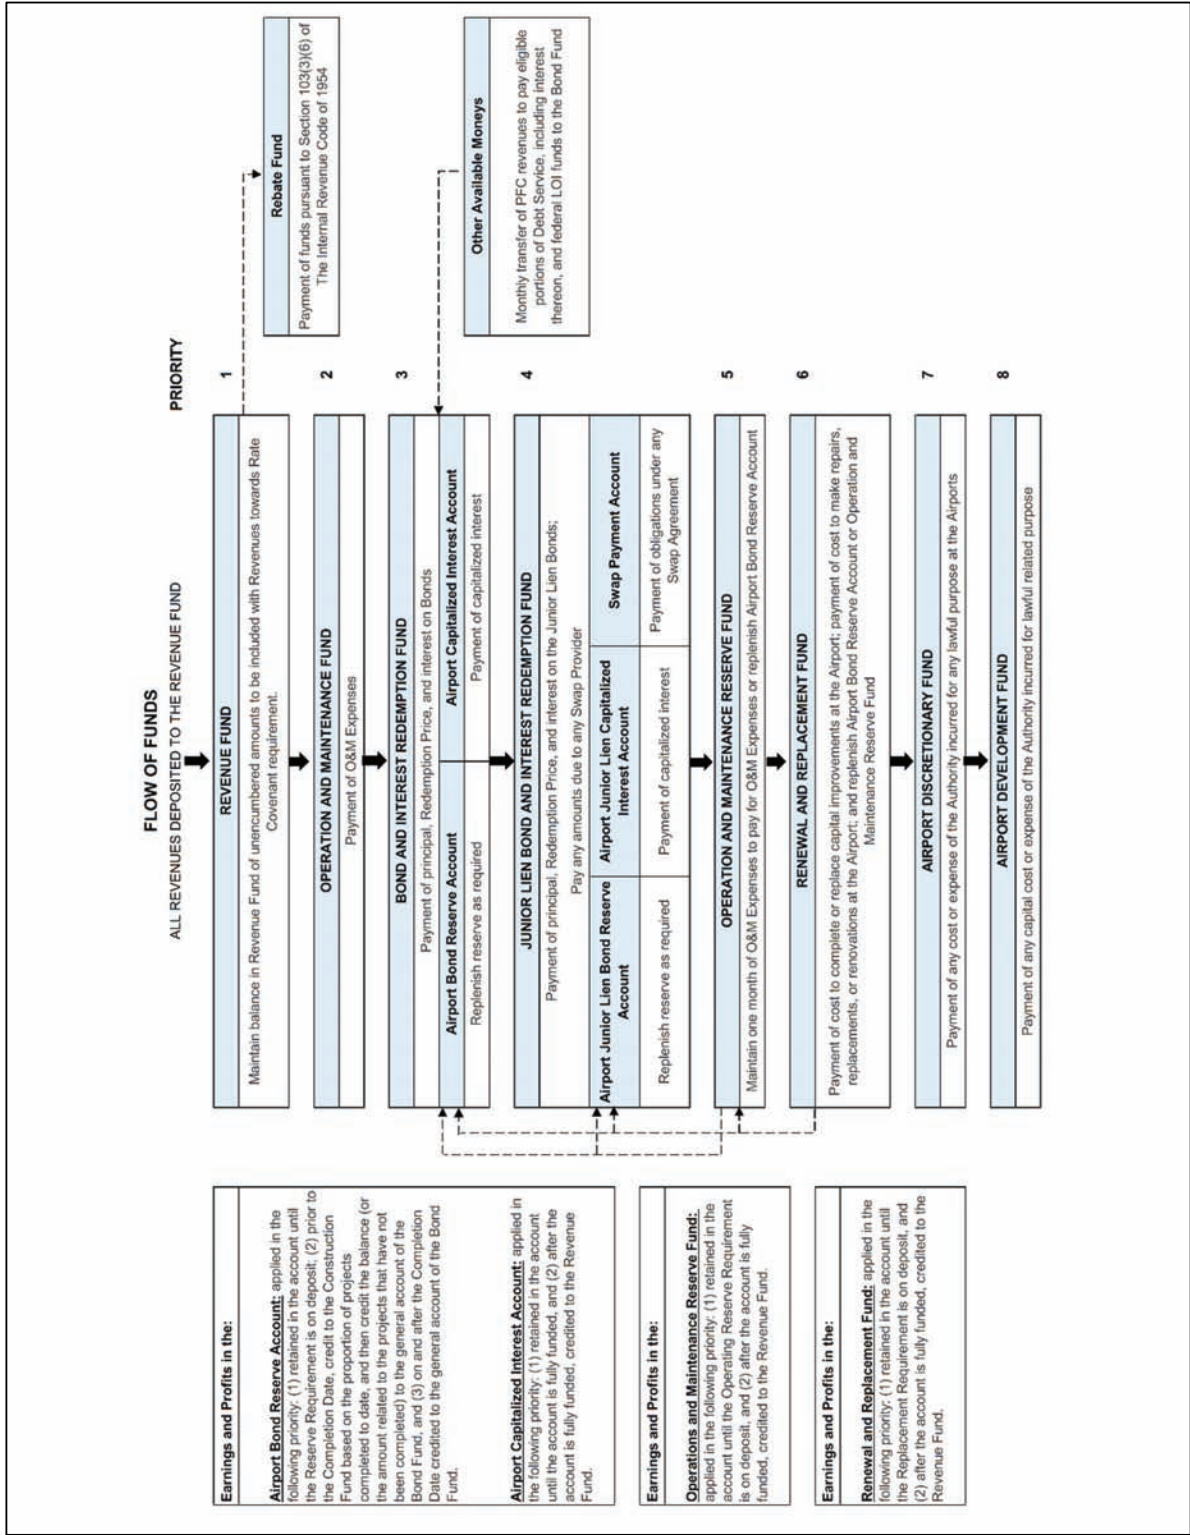 FLOW OF FUNDS
ALL REVENUES DEPOSITED TO THE REVENUE FUND
PRIORITY
Earnings and Profits in the:
Airport Bond Reserve Account: applied in the
following priority: (1) retained in the account until
the Reserve Requirement is on deposit, (2) prior to
the Completion Date, credit to the Construction
Fund based on the proportion of projects
completed to date, and then credit the balance (or
the amount related to the projects that have not
been completed) to the general account of the
Bond Fund, and (3) on and after the Completion
Date credited to the general account of the Bond
Fund.
Airport Capitalized Interest Account: applied in
the following priority: (1) retained in the account
until the account is fully funded, and (2) after the
account is fully funded, credited to the Revenue
Fund.
Earnings and Profits in the:
Operations and Maintenance Reserve Fund:
applied in the following priority: (1) retained in the
account until the Operating Reserve Requirement
is on deposit, and (2) after the account is fully
funded, credited to the Revenue Fund.
Earnings and Profits in the:
Renewal and Replacement Fund: applied in the
following priority: (1) retained in the account until
the Replacement Requirement is on deposit, and
(2) after the account is fully funded, credited to the
Revenue Fund.
REVENUE FUND
1
Maintain balance in Revenue Fund of unencumbered amounts to be included with Revenues towards Rate
Covenant requirement.
OPERATION AND MAINTENANCE FUND
2
Payment of O&M Expenses
BOND AND INTEREST REDEMPTION FUND
3
Payment of principal, Redemption Price, and interest on Bonds
Airport Bond Reserve Account
Airport Capitalized Interest Account
Replenish reserve as required
Payment of capitalized interest
JUNIOR LIEN BOND AND INTEREST REDEMPTION FUND
4
Payment of principal, Redemption Price, and interest on the Junior Lien Bonds;
Pay any amounts due to any Swap Provider
Airport Junior Lien Bond Reserve
Account
Airport Junior Lien Capitalized
Interest Account
Swap Payment Account
Replenish reserve as required
Payment of capitalized interest
Payment of obligations under any
Swap Agreement
OPERATION AND MAINTENANCE RESERVE FUND
5
Maintain one month of O&M Expenses to pay for O&M Expenses or replenish Airport Bond Reserve Account
RENEWAL AND REPLACEMENT FUND
6
Payment of cost to complete or replace capital improvements at the Airport; payment of cost to make repairs,
replacements, or renovations at the Airport; and replenish Airport Bond Reserve Account or Operation and
Maintenance Reserve Fund
AIRPORT DISCRETIONARY FUND
7
Payment of any cost or expense of the Authority incurred for any lawful purpose at the Airports
AIRPORT DEVELOPMENT FUND
8
Payment of any capital cost or expense of the Authority incurred for lawful related purpose
Rebate Fund
Payment of funds pursuant to Section 103(3)(6) of
The Internal Revenue Code of 1954
Other Available Moneys
Monthly transfer of PFC revenues to pay eligible
portions of Debt Service, including interest
thereon, and federal LOI funds to the Bond Fund